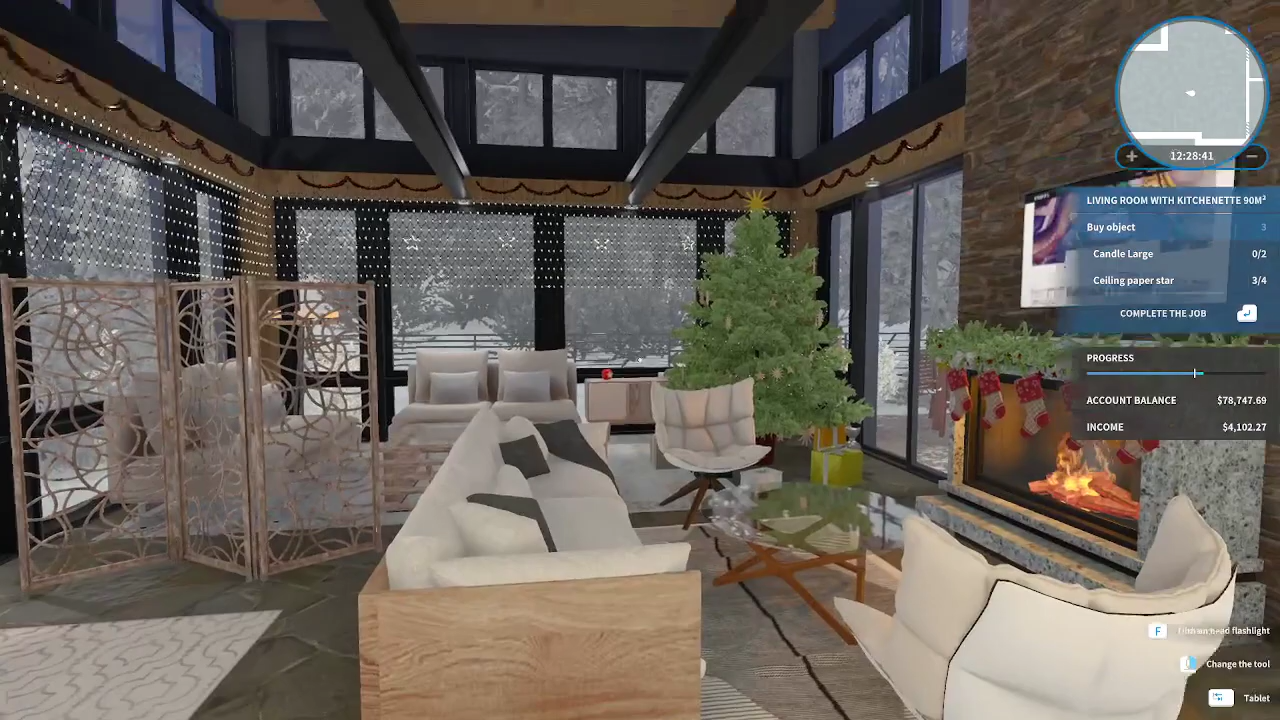 12:28:41
LIVING ROOM WITH KITCHENETTE 90M²
Buy object 3
Candle Large 0/2
Ceiling paper star 3/4
COMPLETE THE JOB
PROGRESS
ACCOUNT BALANCE $78,747.69
INCOME $4,102.27
F head flashlight
Change the tool
Tablet